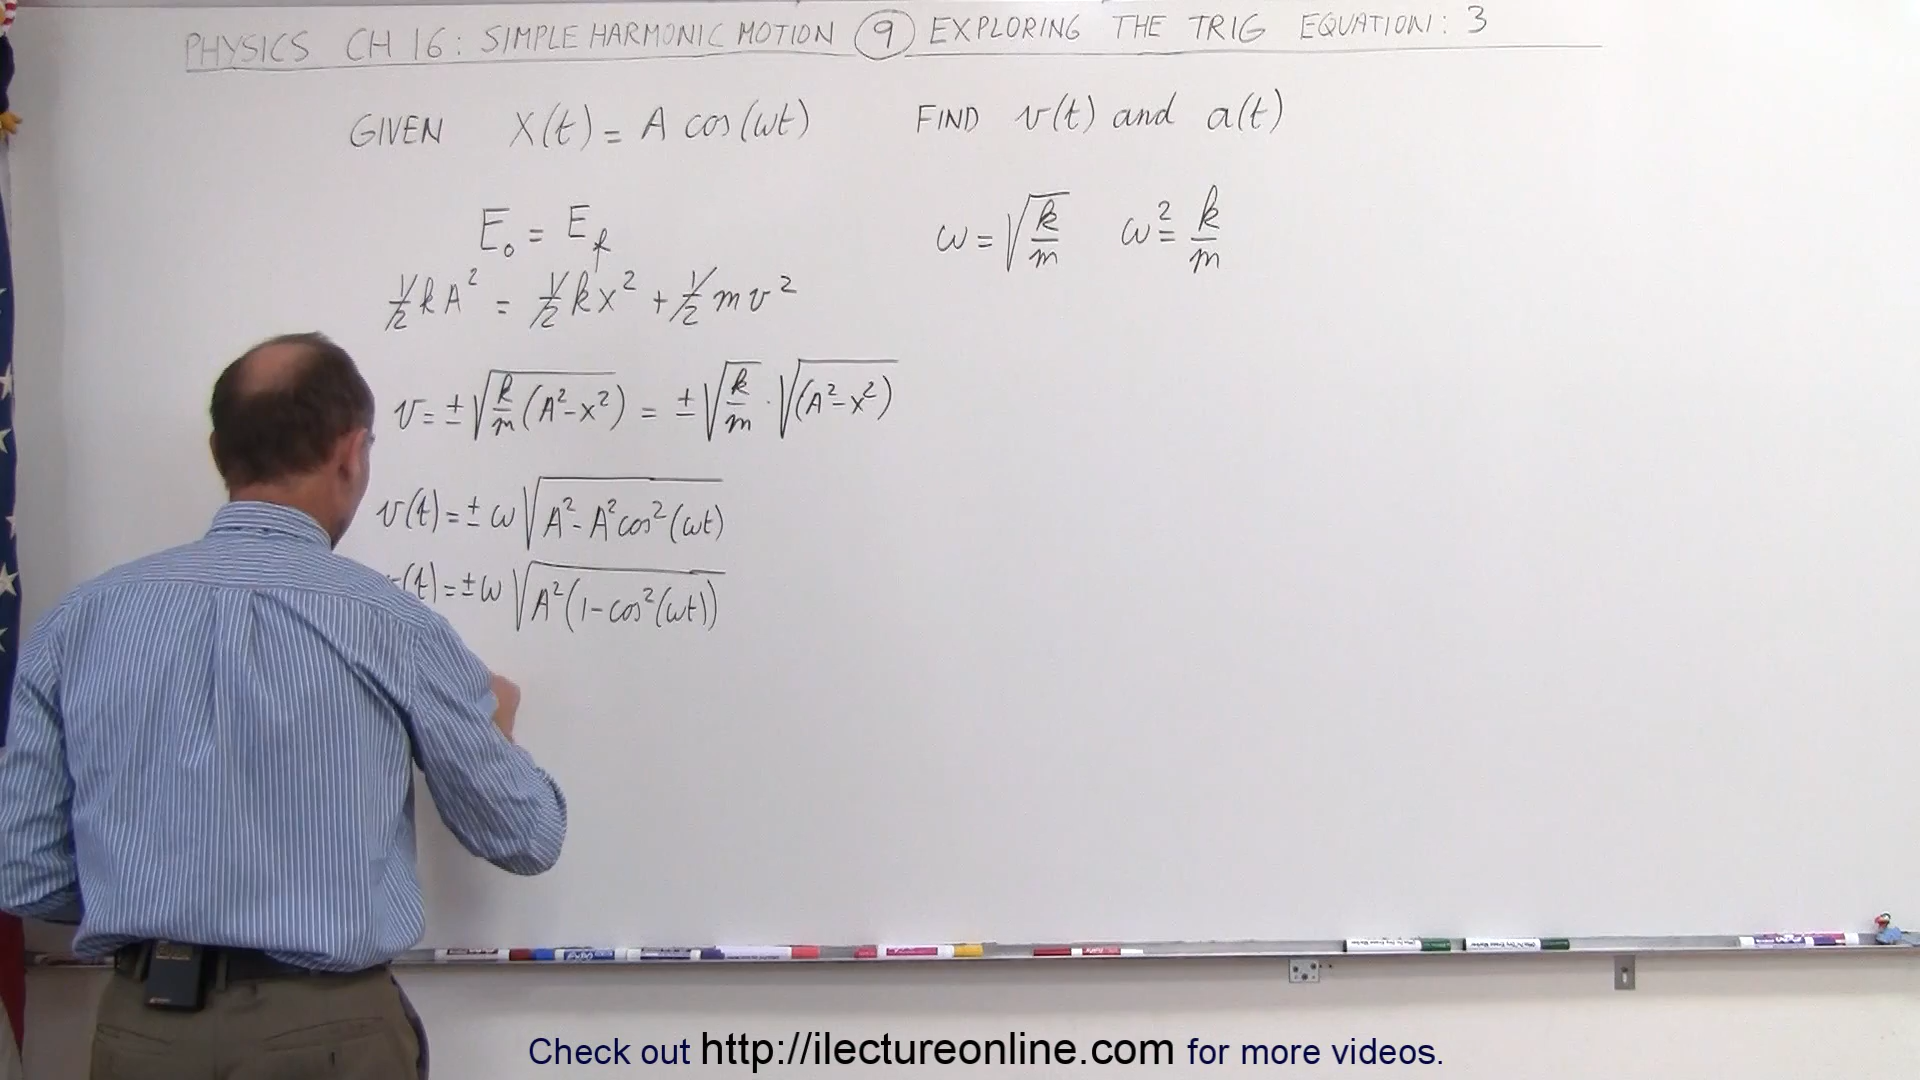 PHYSICS CH 16: SIMPLE HARMONIC MOTION 9 EXPLORING THE TRIG EQUATION: 3
GIVEN X(t) = A cos(ωt) FIND v(t) and a(t)
E₀ = E_f
ω = √(k/m) ω² = k/m
½kA² = ½kx² + ½mv²
v = ±√(k/m (A²-x²)) = ±√(k/m) · √((A²-x²))
v(t) = ± ω √(A² - A²cos²(ωt))
(t) = ± ω √(A²(1-cos²(ωt)))
Check out http://ilectureonline.com for more videos.